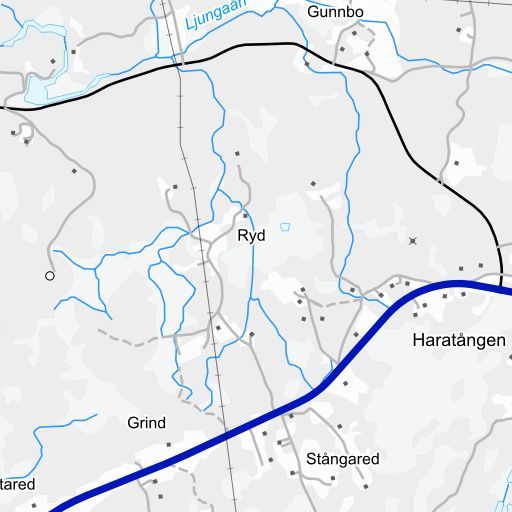 Ljungaån
Gunnbo
Ryd
Haratången
Grind
Stångared
tared